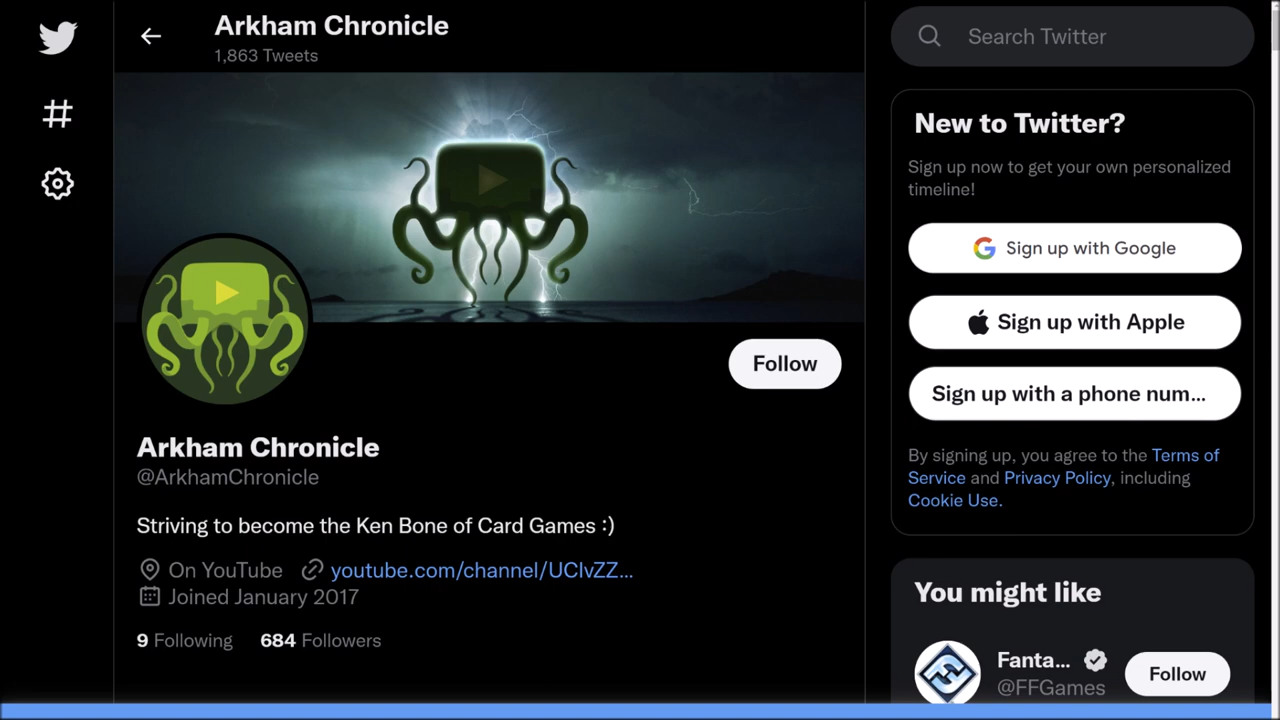 Arkham Chronicle
1,863 Tweets
Follow
Arkham Chronicle
@ArkhamChronicle
Striving to become the Ken Bone of Card Games :)
On YouTube youtube.com/channel/UClvZZ...
Joined January 2017
9 Following 684 Followers
Search Twitter
New to Twitter?
Sign up now to get your own personalized
timeline!
Sign up with Google
Sign up with Apple
Sign up with a phone num...
By signing up, you agree to the Terms of
Service and Privacy Policy, including
Cookie Use.
You might like
Fanta...
@FFGames
Follow